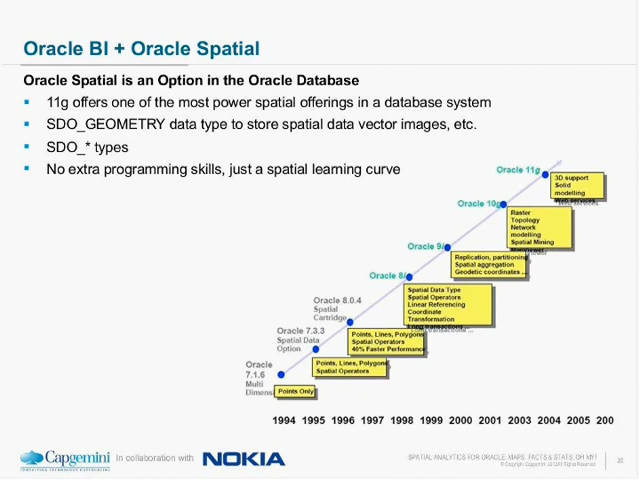 Oracle BI + Oracle Spatial
Oracle Spatial is an Option in the Oracle Database
11g offers one of the most power spatial offerings in a database system
SDO_GEOMETRY data type to store spatial data vector images, etc.
SDO_* types
No extra programming skills, just a spatial learning curve
Oracle 11g
3D support
Solid
modelling
Web services
Oracle 10g
Raster
Topology
Network
modelling
Spatial Mining
MapViewer
Oracle 9i
Replication, partitioning
Spatial aggregation
Geodetic coordinates ...
Oracle 8i
Spatial Data Type
Spatial Operators
Linear Referencing
Coordinate
Transformation
Long transactions ...
Oracle 8.0.4
Spatial
Cartridge
Points, Lines, Polygons
Spatial Operators
40% Faster Performance
Oracle 7.3.3
Spatial Data
Option
Points, Lines, Polygons
Spatial Operators
Oracle
7.1.6
Multi
Dimens
Points Only
1994 1995 1996 1997 1998 1999 2000 2001 2003 2004 2005 200
Capgemini
CONSULTING.TECHNOLOGY.OUTSOURCING
In collaboration with
NOKIA
SPATIAL ANALYTICS FOR ORACLE: MAPS, FACTS & STATS, OH MY!
© Copyright Capgemini All Rights Reserved